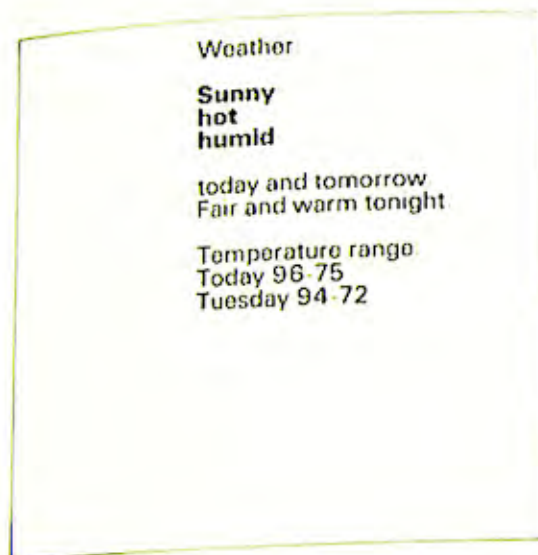 Weather
Sunny
hot
humid
today and tomorrow
Fair and warm tonight
Temperature range
Today 96-75
Tuesday 94-72